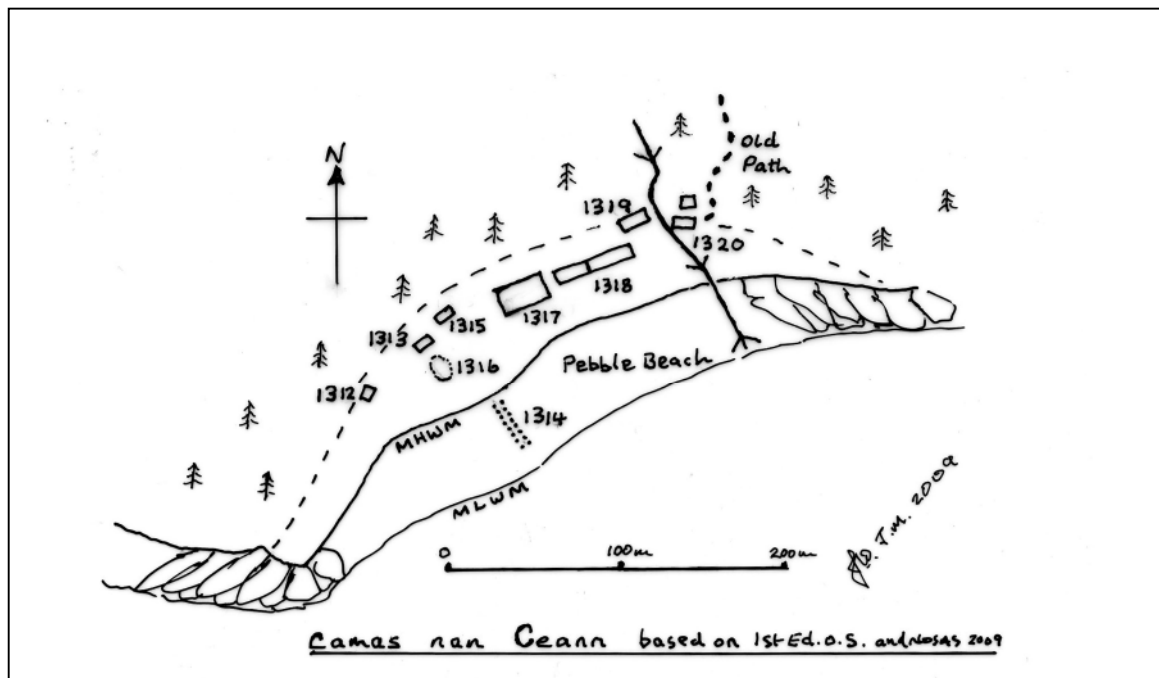 N
Old
Path
1319
1320
1318
1317
1315
1313
1316
1312
Pebble Beach
1314
MHWM
MLWM
0 100m 200m
J.M. 2009
Camas nan Ceann based on 1st Ed. O.S. and NOSAS 2009